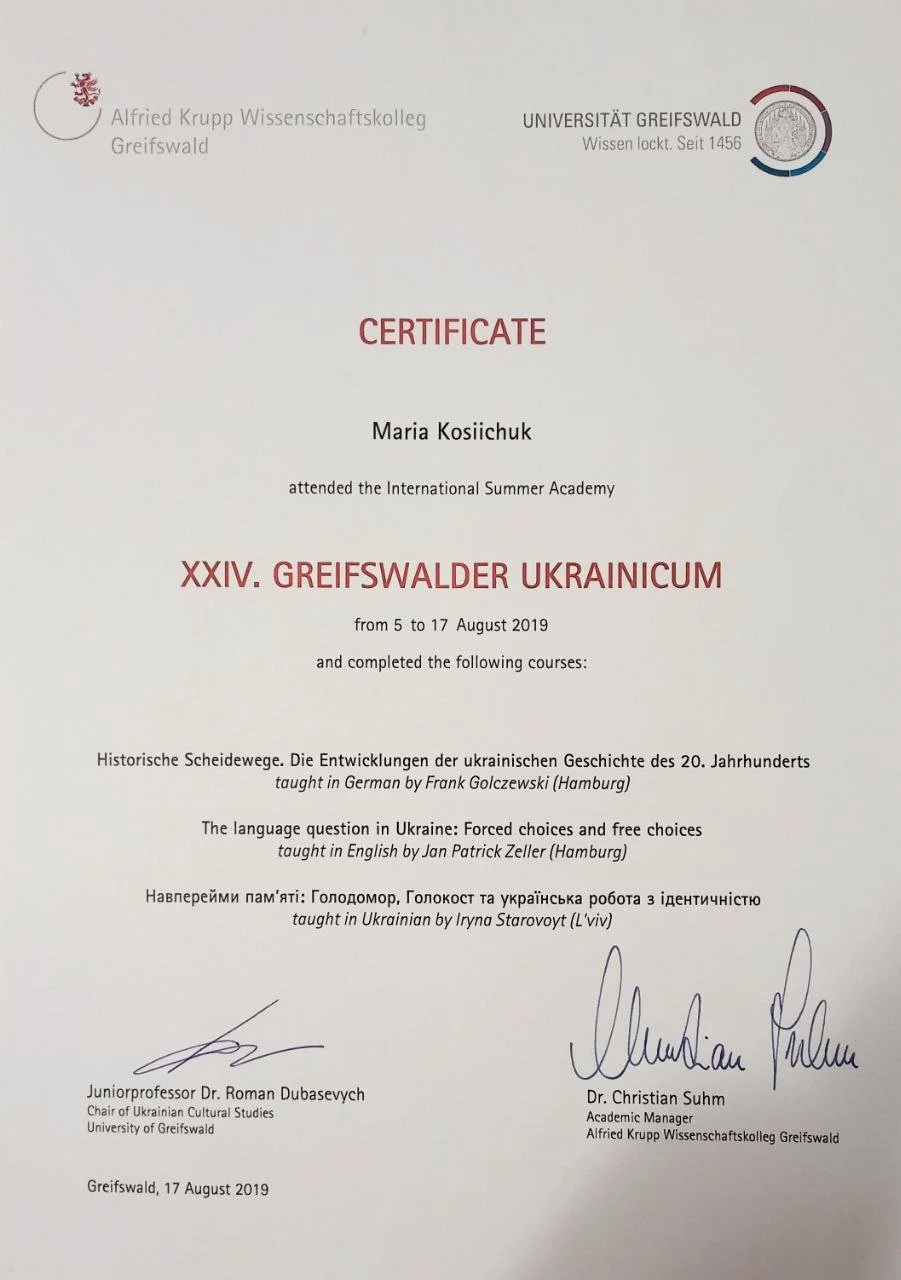 Alfried Krupp Wissenschaftskolleg
Greifswald
UNIVERSITÄT GREIFSWALD
Wissen lockt. Seit 1456
CERTIFICATE
Maria Kosiichuk
attended the International Summer Academy
XXIV. GREIFSWALDER UKRAINICUM
from 5 to 17 August 2019
and completed the following courses:
Historische Scheidewege. Die Entwicklungen der ukrainischen Geschichte des 20. Jahrhunderts
taught in German by Frank Golczewski (Hamburg)
The language question in Ukraine: Forced choices and free choices
taught in English by Jan Patrick Zeller (Hamburg)
Навперейми пам'яті: Голодомор, Голокост та українська робота з ідентичністю
taught in Ukrainian by Iryna Starovoyt (L'viv)
Juniorprofessor Dr. Roman Dubasevych
Chair of Ukrainian Cultural Studies
University of Greifswald
Dr. Christian Suhm
Academic Manager
Alfried Krupp Wissenschaftskolleg Greifswald
Greifswald, 17 August 2019